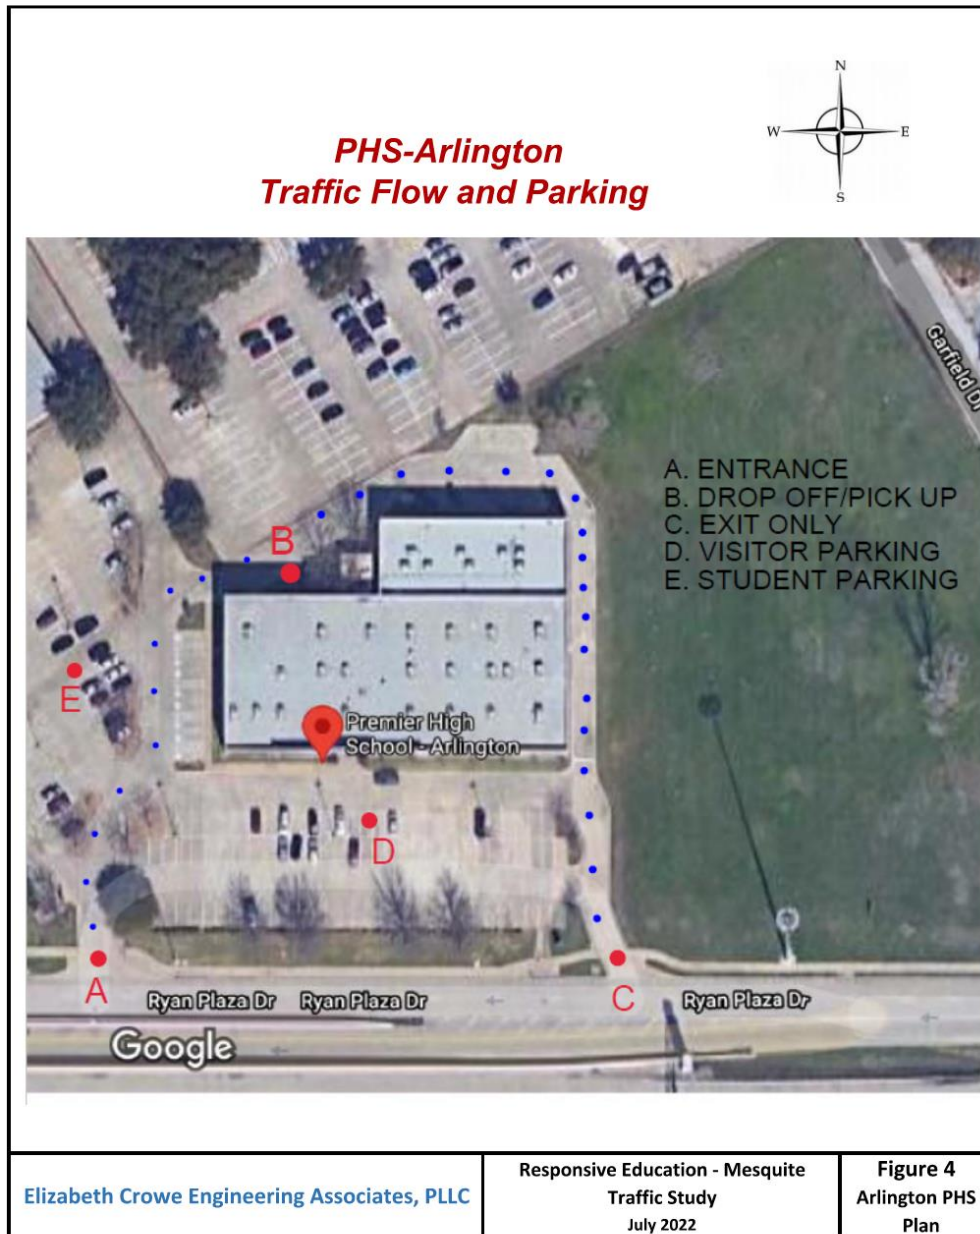 N
W E
S
PHS-Arlington
Traffic Flow and Parking
Garfield Dr
A. ENTRANCE
B. DROP OFF/PICK UP
C. EXIT ONLY
D. VISITOR PARKING
E. STUDENT PARKING
B
E
Premier High
School - Arlington
D
A
C
Ryan Plaza Dr Ryan Plaza Dr Ryan Plaza Dr
Google
Elizabeth Crowe Engineering Associates, PLLC
Responsive Education - Mesquite
Traffic Study
July 2022
Figure 4
Arlington PHS
Plan